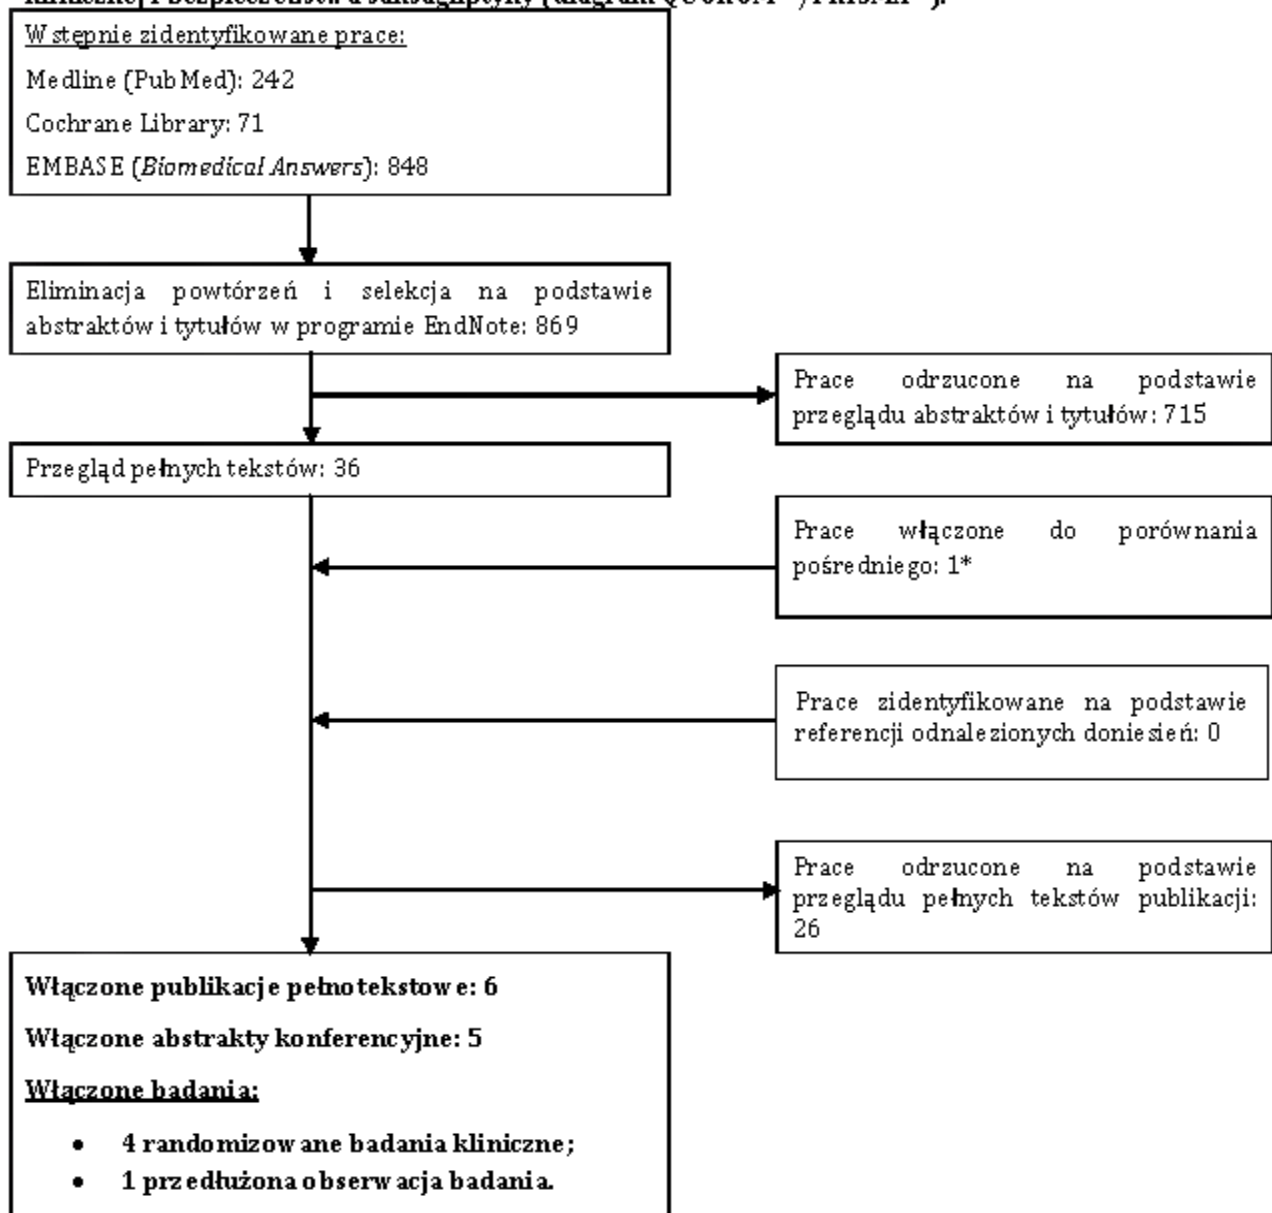 Wstępnie zidentyfikowane prace:
Medline (PubMed): 242
Cochrane Library: 71
EMBASE (Biomedical Answers): 848
Eliminacja powtórzeń i selekcja na podstawie
abstraktów i tytułów w programie EndNote: 869
Prace odrzucone na podstawie
przeglądu abstraktów i tytułów: 715
Przegląd pełnych tekstów: 36
Prace włączone do porównania
pośredniego: 1*
Prace zidentyfikowane na podstawie
referencji odnalezionych doniesień: 0
Prace odrzucone na podstawie
przeglądu pełnych tekstów publikacji:
26
Włączone publikacje pełnotekstowe: 6
Włączone abstrakty konferencyjne: 5
Włączone badania:
• 4 randomizowane badania kliniczne;
• 1 przedłużona obserwacja badania.